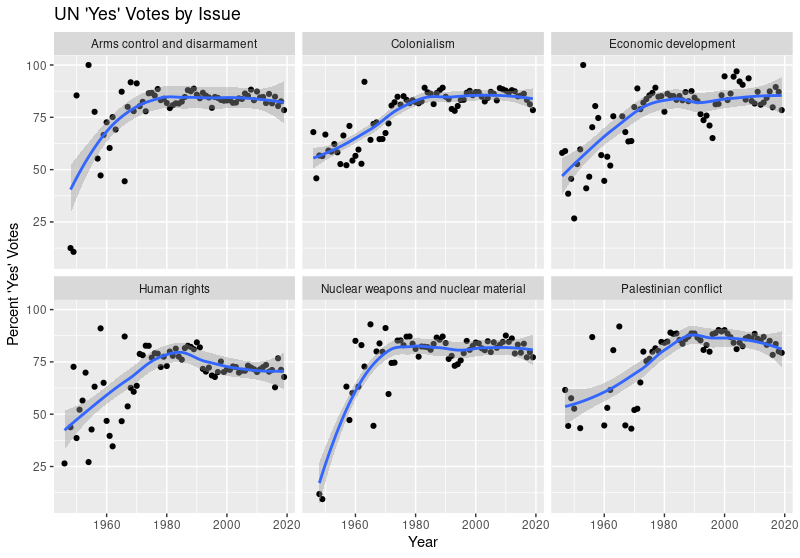 UN 'Yes' Votes by Issue
Arms control and disarmament Colonialism Economic development
100
75
50
25
Human rights Nuclear weapons and nuclear material Palestinian conflict
100
75
50
25
1960 1980 2000 2020 1960 1980 2000 2020 1960 1980 2000 2020
Year
Percent 'Yes' Votes